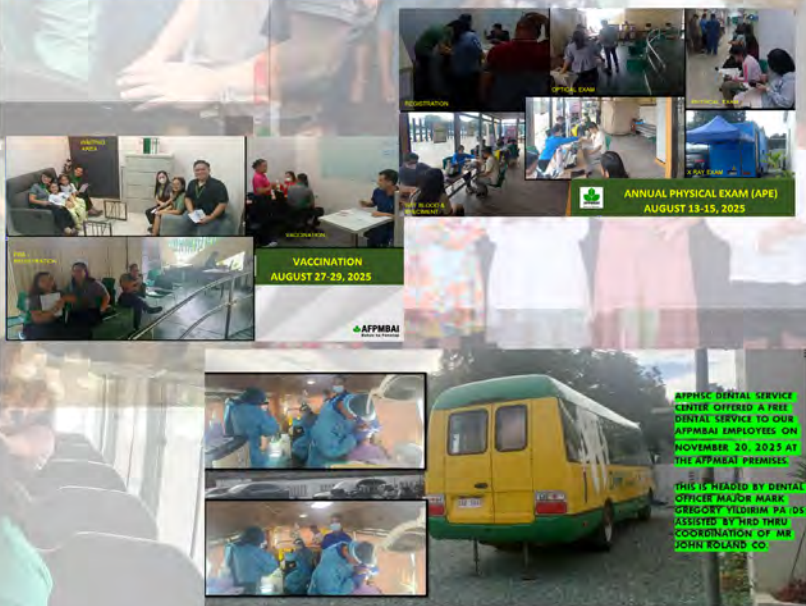 WAITING
AREA
VACCINATION
PRE -
REGISTRATION
VACCINATION
AUGUST 27-29, 2025
AFPMBAI
REGISTRATION
OPTICAL EXAM
PHYSICAL EXAM
X RAY EXAM
ANNUAL PHYSICAL EXAM (APE)
AUGUST 13-15, 2025
AFPHSC DENTAL SERVICE
CENTER OFFERED A FREE
DENTAL SERVICE TO OUR
AFPMBAI EMPLOYEES ON
NOVEMBER 20, 2025 AT
THE AFPMBAI PREMISES.
THIS IS HEADED BY DENTAL
OFFICER MAJOR MARK
GREGORY YILDIRIM PA (DS
ASSISTED BY HRD THRU
COORDINATION OF MR
JOHN ROLAND CO.